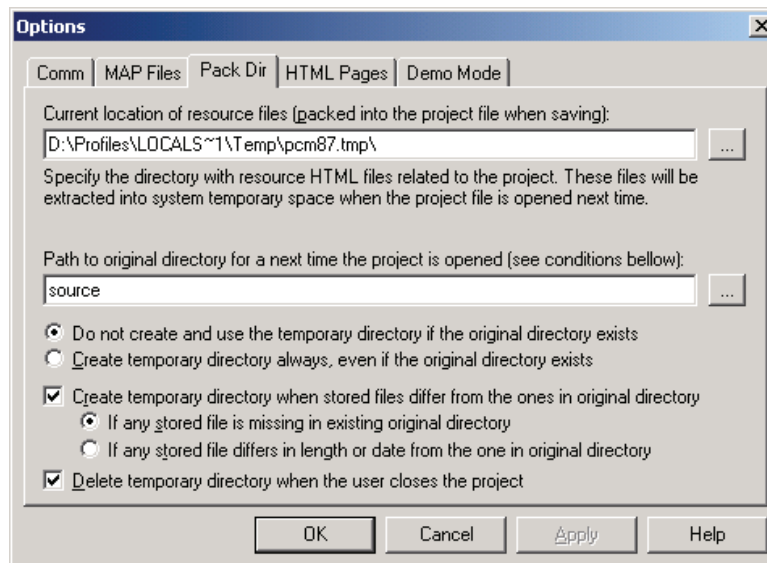 Options
Comm
MAP Files
Pack Dir
HTML Pages
Demo Mode
Current location of resource files (packed into the project file when saving):
D:\Profiles\LOCALS~1\Temp\pcm87.tmp\
...
Specify the directory with resource HTML files related to the project. These files will be
extracted into system temporary space when the project file is opened next time.
Path to original directory for a next time the project is opened (see conditions bellow):
source
...
Do not create and use the temporary directory if the original directory exists
Create temporary directory always, even if the original directory exists
Create temporary directory when stored files differ from the ones in original directory
If any stored file is missing in existing original directory
If any stored file differs in length or date from the one in original directory
Delete temporary directory when the user closes the project
OK
Cancel
Apply
Help